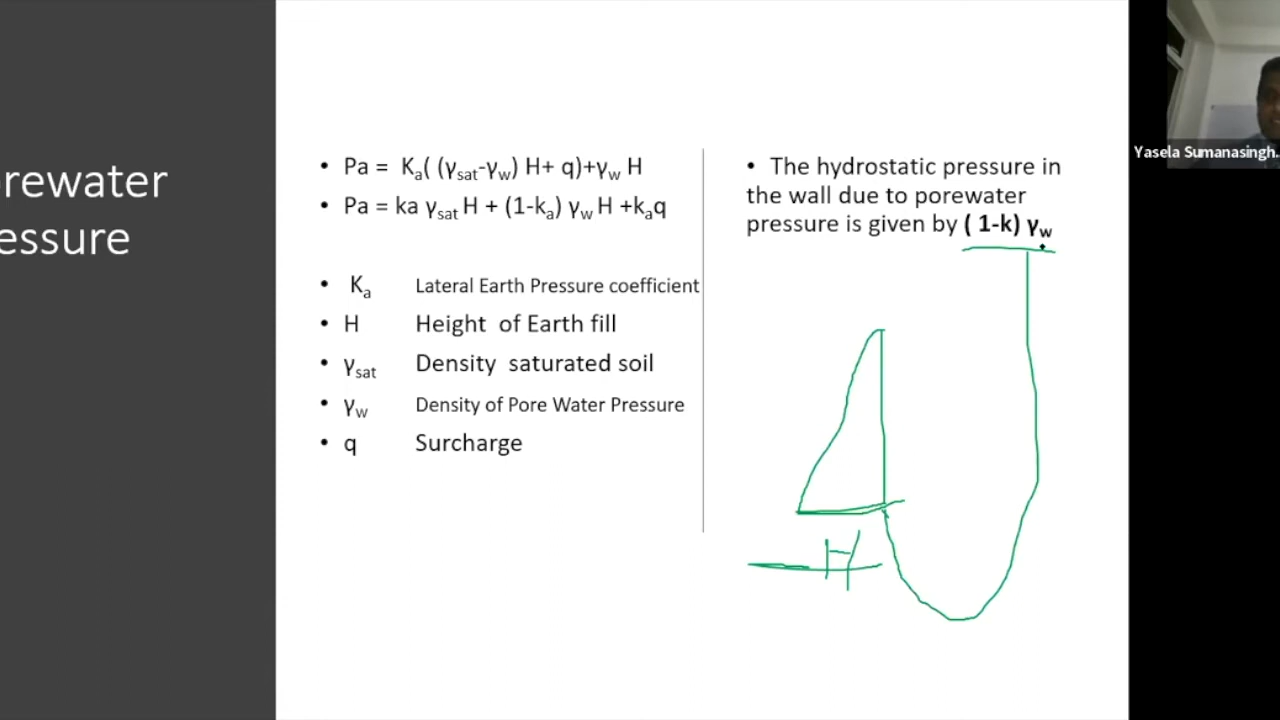 orewater
essure
• Pa = Ka( (γsat-γw) H+ q)+γw H
• Pa = ka γsat H + (1-ka) γw H +kaq
• Ka Lateral Earth Pressure coefficient
• H Height of Earth fill
• γsat Density saturated soil
• γw Density of Pore Water Pressure
• q Surcharge
• The hydrostatic pressure in
the wall due to porewater
pressure is given by ( 1-k) γw
H
Yasela Sumanasingh...